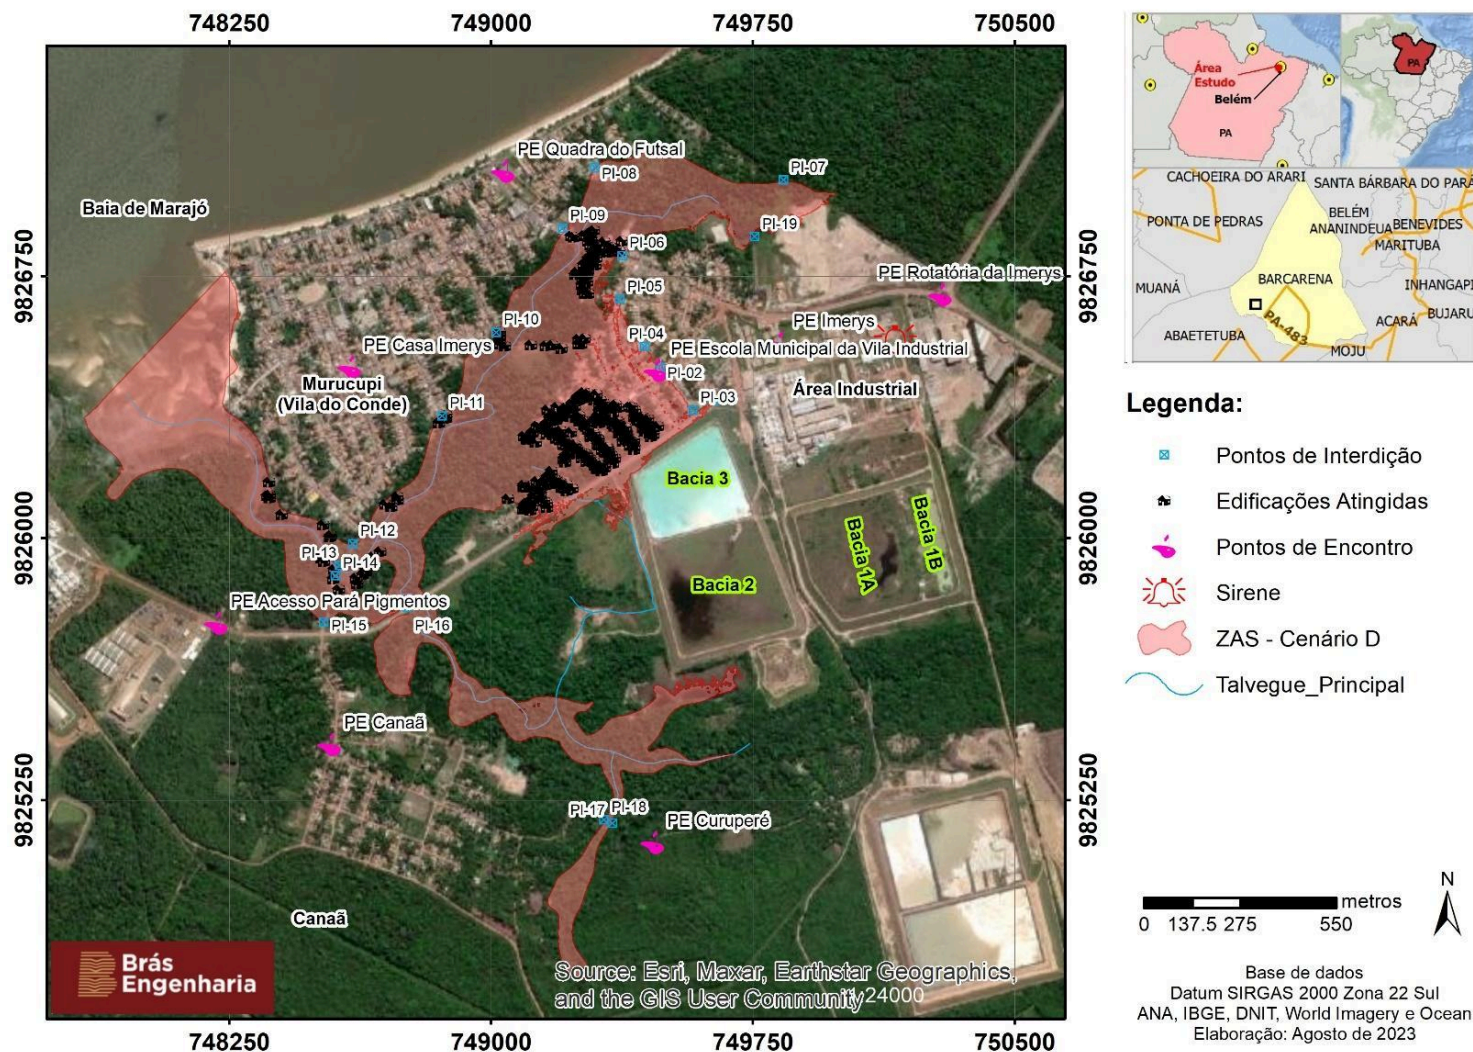 748250 749000 749750 750500
PE Quadra do Futsal
PI-08
PI-07
Baia de Marajó
PI-09
PI-19
PI-06
9826750
9826750
PE Rotatória da Imerys
PI-05
PI-10
PE Imerys
PI-04
PE Casa Imerys
PE Escola Municipal da Vila Industrial
PI-02
Murucupi
(Vila do Conde)
Área Industrial
PI-11
PI-03
Bacia 3
9826000
9826000
PI-12
Bacia 1A
Bacia 1B
PI-13
PI-14
Bacia 2
PE Acesso Pará Pigmentos
PI-15
PI-16
PE Canaã
9825250
9825250
PI-17
PI-18
PE Curuperé
Canaã
Brás
Engenharia
Source: Esri, Maxar, Earthstar Geographics,
and the GIS User Community
24000
748250 749000 749750 750500
Área
Estudo
Belém
PA
PA
CACHOEIRA DO ARARI
SANTA BÁRBARA DO PARÁ
PONTA DE PEDRAS
BELÉM
ANANINDEUA
BENEVIDES
MARITUBA
MUANÁ
BARCARENA
INHANGAPI
ABAETETUBA
PA-483
ACARÁ
BUJARU
MOJU
Legenda:
Pontos de Interdição
Edificações Atingidas
Pontos de Encontro
Sirene
ZAS - Cenário D
Talvegue_Principal
metros
0 137.5 275 550
N
Base de dados
Datum SIRGAS 2000 Zona 22 Sul
ANA, IBGE, DNIT, World Imagery e Ocean
Elaboração: Agosto de 2023